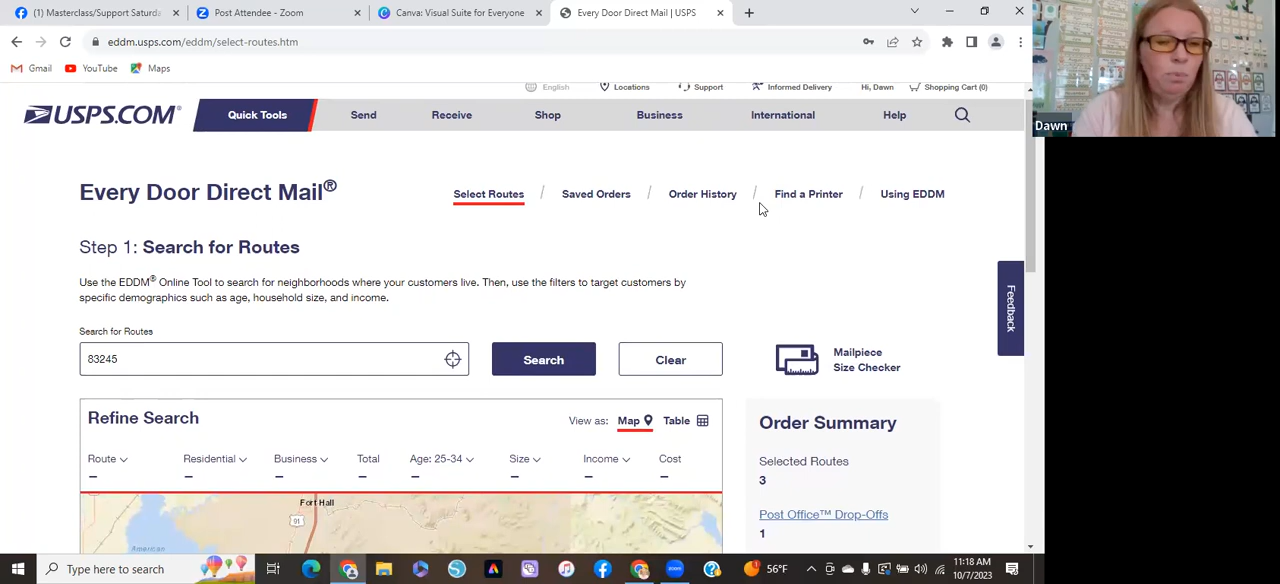 (1) Masterclass/Support Saturda
Post Attendee - Zoom
Canva: Visual Suite for Everyone
Every Door Direct Mail | USPS
eddm.usps.com/eddm/select-routes.htm
Gmail
YouTube
Maps
English
Locations
Support
Informed Delivery
Hi, Dawn
Shopping Cart (0)
USPS.COM®
Quick Tools
Send
Receive
Shop
Business
International
Help
Dawn
Every Door Direct Mail®
Select Routes / Saved Orders / Order History / Find a Printer / Using EDDM
Step 1: Search for Routes
Use the EDDM® Online Tool to search for neighborhoods where your customers live. Then, use the filters to target customers by
specific demographics such as age, household size, and income.
Feedback
Search for Routes
83245
Search
Clear
Mailpiece
Size Checker
Refine Search
View as: Map Table
Route Residential Business Total Age: 25-34 Size Income Cost
– – – – – – – –
Fort Hall
91
American
Order Summary
Selected Routes
3
Post Office™ Drop-Offs
1
Type here to search
56°F
11:18 AM
10/7/2023